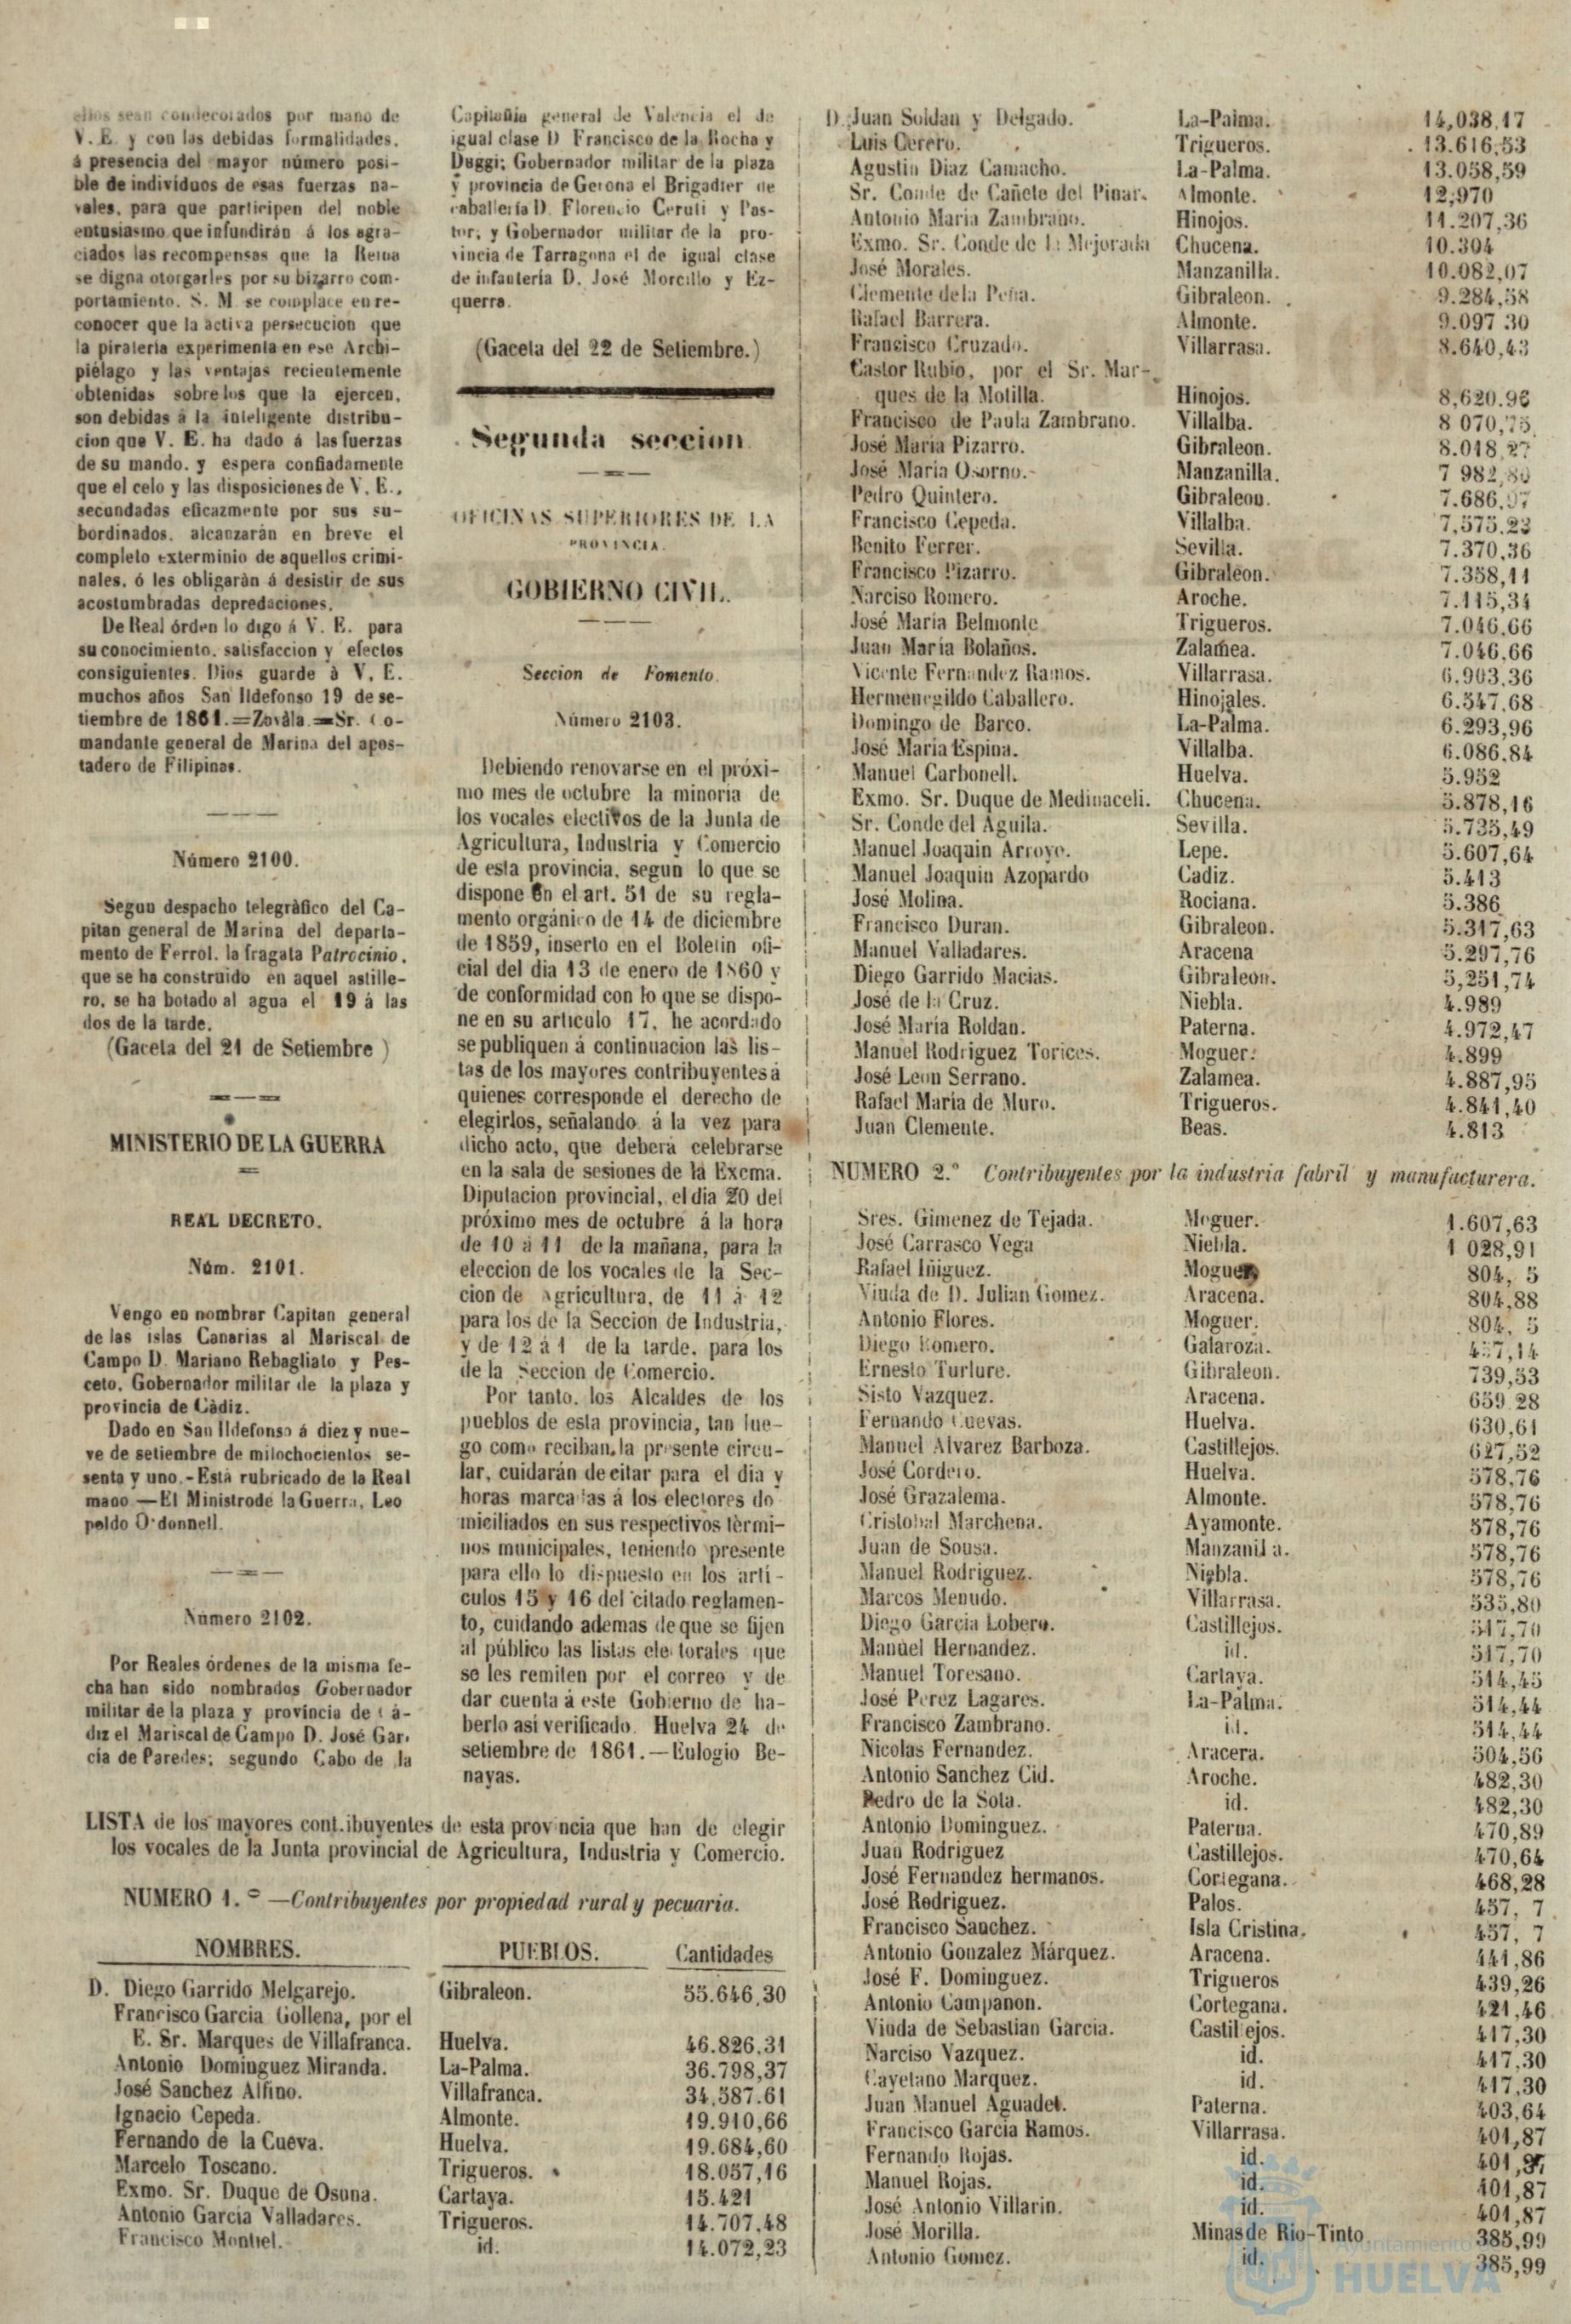 ellos sean condecorados por mano de
V. E y con las debidas formalidades,
á presencia del mayor número posi-
ble de individuos de esas fuerzas na-
vales, para que participen del noble
entusiasmo que infundirán á los agra-
ciados las recompensas que la Reina
se digna otorgarles por su bizarro com-
portamiento. S. M se complace en re-
conocer que la activa persecucion que
la piratería experimenta en ese Archi-
piélago y las ventajas recientemente
obtenidas sobre los que la ejercen,
son debidas á la inteligente distribu-
cion que V. E. ha dado á las fuerzas
de su mando. y espera confiadamente
que el celo y las disposiciones de V. E.,
secundadas eficazmente por sus su-
bordinados, alcanzarán en breve el
completo exterminio de aquellos crimi-
nales, ó les obligarán á desistir de sus
acostumbradas depredaciones.
De Real órden lo digo á V. E. para
su conocimiento, satisfaccion y efectos
consiguientes. Dios guarde à V. E.
muchos años San Ildefonso 19 de se-
tiembre de 1861.=Zavála.=Sr. Co-
mandante general de Marina del apos-
tadero de Filipinas.
Número 2100.
Segun despacho telegráfico del Ca-
pitan general de Marina del departa-
mento de Ferrol. la fragata Patrocinio,
que se ha construido en aquel astille-
ro, se ha botado al agua el 19 á las
dos de la tarde.
(Gaceta del 21 de Setiembre )
MINISTERIO DE LA GUERRA
REAL DECRETO.
Núm. 2101.
Vengo en nombrar Capitan general
de las islas Canarias al Mariscal de
Campo D. Mariano Rebagliato y Pes-
ceto, Gobernador militar de la plaza y
provincia de Càdiz.
Dado en San Ildefonso á diez y nue-
ve de setiembre de milochocientos se-
senta y uno.-Está rubricado de la Real
mano —El Ministrode la Guerra, Leo
poldo O'donnell.
Número 2102.
Por Reales órdenes de la misma fe-
cha han sido nombrados Gobernador
militar de la plaza y provincia de Cá-
diz el Mariscal de Campo D. José Gar-
cía de Paredes; segundo Cabo de la
Capitanía general de Valencia el de
igual clase D Francisco de la Rocha y
Duggi; Gobernador militar de la plaza
y provincia de Gerona el Brigadier de
caballería D. Florencio Ceruti y Pas-
tor; y Gobernador militar de la pro-
vincia de Tarragona el de igual clase
de infantería D. José Morcillo y Ez-
querra.
(Gaceta del 22 de Setiembre.)
Segunda seccion
OFICINAS SUPERIORES DE LA
PROVINCIA.
GOBIERNO CIVIL.
Seccion de Fomento.
Número 2103.
Debiendo renovarse en el próxi-
mo mes de octubre la minoría de
los vocales electivos de la Junta de
Agricultura, Industria y Comercio
de esta provincia, segun lo que se
dispone en el art. 51 de su regla-
mento orgánico de 14 de diciembre
de 1859, inserto en el Boletin ofi-
cial del dia 13 de enero de 1860 y
de conformidad con lo que se dispo-
ne en su artículo 17, he acordado
se publiquen á continuacion las lis-
tas de los mayores contribuyentes á
quienes corresponde el derecho de
elegirlos, señalando á la vez para
dicho acto, que deberá celebrarse
en la sala de sesiones de la Excma.
Diputacion provincial, el dia 20 del
próximo mes de octubre á la hora
de 10 á 11 de la mañana, para la
eleccion de los vocales de la Sec-
cion de Agricultura, de 11 á 12
para los de la Seccion de Industria,
y de 12 á 1 de la tarde, para los
de la Seccion de Comercio.
Por tanto, los Alcaldes de los
pueblos de esta provincia, tan lue-
go como reciban la presente circu-
lar, cuidarán de citar para el dia y
horas marcadas á los electores do
miciliados en sus respectivos térmi-
nos municipales, teniendo presente
para ello lo dispuesto en los artí-
culos 15 y 16 del citado reglamen-
to, cuidando ademas de que se fijen
al público las listas electorales que
se les remiten por el correo y de
dar cuenta á este Gobierno de ha-
berlo asi verificado. Huelva 24 de
setiembre de 1861.—Eulogio Be-
nayas.
LISTA de los mayores contribuyentes de esta provincia que han de elegir
los vocales de la Junta provincial de Agricultura, Industria y Comercio.
NUMERO 1.º —Contribuyentes por propiedad rural y pecuaria.
NOMBRES. PUEBLOS. Cantidades
D. Diego Garrido Melgarejo. Gibraleon. 55.646,30
Francisco Garcia Gollena, por el
E. Sr. Marques de Villafranca. Huelva. 46.826,31
Antonio Dominguez Miranda. La-Palma. 36.798,37
José Sanchez Alfino. Villafranca. 34.587.61
Ignacio Cepeda. Almonte. 19.910,66
Fernando de la Cueva. Huelva. 19.684,60
Marcelo Toscano. Trigueros. 18.057,16
Exmo. Sr. Duque de Osuna. Cartaya. 15.421
Antonio Garcia Valladares. Trigueros. 14.707,48
Francisco Montiel. id. 14.072,23
D. Juan Soldan y Delgado. La-Palma. 14,038,17
Luis Cerero. Trigueros. 13.616,53
Agustin Diaz Camacho. La-Palma. 13.058,59
Sr. Conde de Cañete del Pinar. Almonte. 12,970
Antonio Maria Zambrano. Hinojos. 11.207,36
Exmo. Sr. Conde de la Mejorada Chucena. 10.304
José Morales. Manzanilla. 10.082,07
Clemente dela Peña. Gibraleon. 9.284,58
Rafael Barrera. Almonte. 9.097 30
Francisco Cruzado. Villarrasa. 8.640,43
Castor Rubio, por el Sr. Mar-
ques de la Motilla. Hinojos. 8,620.96
Francisco de Paula Zambrano. Villalba. 8 070,75
José Maria Pizarro. Gibraleon. 8.018,27
José Maria Osorno. Manzanilla. 7 982,80
Pedro Quintero. Gibraleon. 7.686,97
Francisco Cepeda. Villalba. 7,575,23
Benito Ferrer. Sevilla. 7.370,36
Francisco Pizarro. Gibraleon. 7.358,11
Narciso Romero. Aroche. 7.115,34
José Maria Belmonte Trigueros. 7.046,66
Juan María Bolaños. Zalamea. 7.046,66
Vicente Fernandez Ramos. Villarrasa. 6.903,36
Hermenegildo Caballero. Hinojales. 6.547,68
Domingo de Barco. La-Palma. 6.293,96
José Maria Espina. Villalba. 6.086,84
Manuel Carbonell. Huelva. 5.952
Exmo. Sr. Duque de Medinaceli. Chucena. 5.878,16
Sr. Conde del Aguila. Sevilla. 5.735,49
Manuel Joaquin Arroyo. Lepe. 5.607,64
Manuel Joaquin Azopardo Cadiz. 5.413
José Molina. Rociana. 5.386
Francisco Duran. Gibraleon. 5.317,63
Manuel Valladares. Aracena 5.297,76
Diego Garrido Macias. Gibraleon. 5,251,74
José de la Cruz. Niebla. 4.989
José María Roldan. Paterna. 4.972,47
Manuel Rodriguez Torices. Moguer. 4.899
José Leon Serrano. Zalamea. 4.887,95
Rafael Maria de Muro. Trigueros. 4.841,40
Juan Clemente. Beas. 4.813
NUMERO 2.º Contribuyentes por la industria fabril y manufacturera.
Sres. Gimenez de Tejada. Moguer. 1.607,63
José Carrasco Vega Niebla. 1 028,91
Rafael Iñiguez. Moguer 804, 5
Viuda de D. Julian Gomez. Aracena. 804,88
Antonio Flores. Moguer. 804, 5
Diego Romero. Galaroza. 457,14
Ernesto Turlure. Gibraleon. 739,53
Sisto Vazquez. Aracena. 659 28
Fernando Cuevas. Huelva. 630,61
Manuel Alvarez Barboza. Castillejos. 627,52
José Cordero. Huelva. 578,76
José Grazalema. Almonte. 578,76
Cristobal Marchena. Ayamonte. 578,76
Juan de Sousa. Manzanil a. 578,76
Manuel Rodriguez. Niebla. 578,76
Marcos Menudo. Villarrasa. 535,80
Diego Garcia Lobero. Castillejos. 517,70
Manuel Hernandez. id. 517,70
Manuel Toresano. Cartaya. 514,45
José Perez Lagares. La-Palma. 514,44
Francisco Zambrano. id. 514,44
Nicolas Fernandez. Aracera. 504,56
Antonio Sanchez Cid. Aroche. 482,30
Pedro de la Sota. id. 482,30
Antonio Dominguez. Paterna. 470,89
Juan Rodriguez Castillejos. 470,64
José Fernandez hermanos. Cortegana. 468,28
José Rodriguez. Palos. 457, 7
Francisco Sanchez. Isla Cristina. 457, 7
Antonio Gonzalez Márquez. Aracena. 441,86
José F. Dominguez. Trigueros 439,26
Antonio Campanon. Cortegana. 421,46
Viuda de Sebastian Garcia. Castillejos. 417,30
Narciso Vazquez. id. 417,30
Cayetano Marquez. id. 417,30
Juan Manuel Aguadet. Paterna. 403,64
Francisco Garcia Ramos. Villarrasa. 401,87
Fernando Rojas. id. 401,87
Manuel Rojas. id. 401,87
José Antonio Villarin. id. 401,87
José Morilla. Minas de Rio-Tinto 385,99
Antonio Gomez. id. 385,99
Ayuntamiento
HUELVA